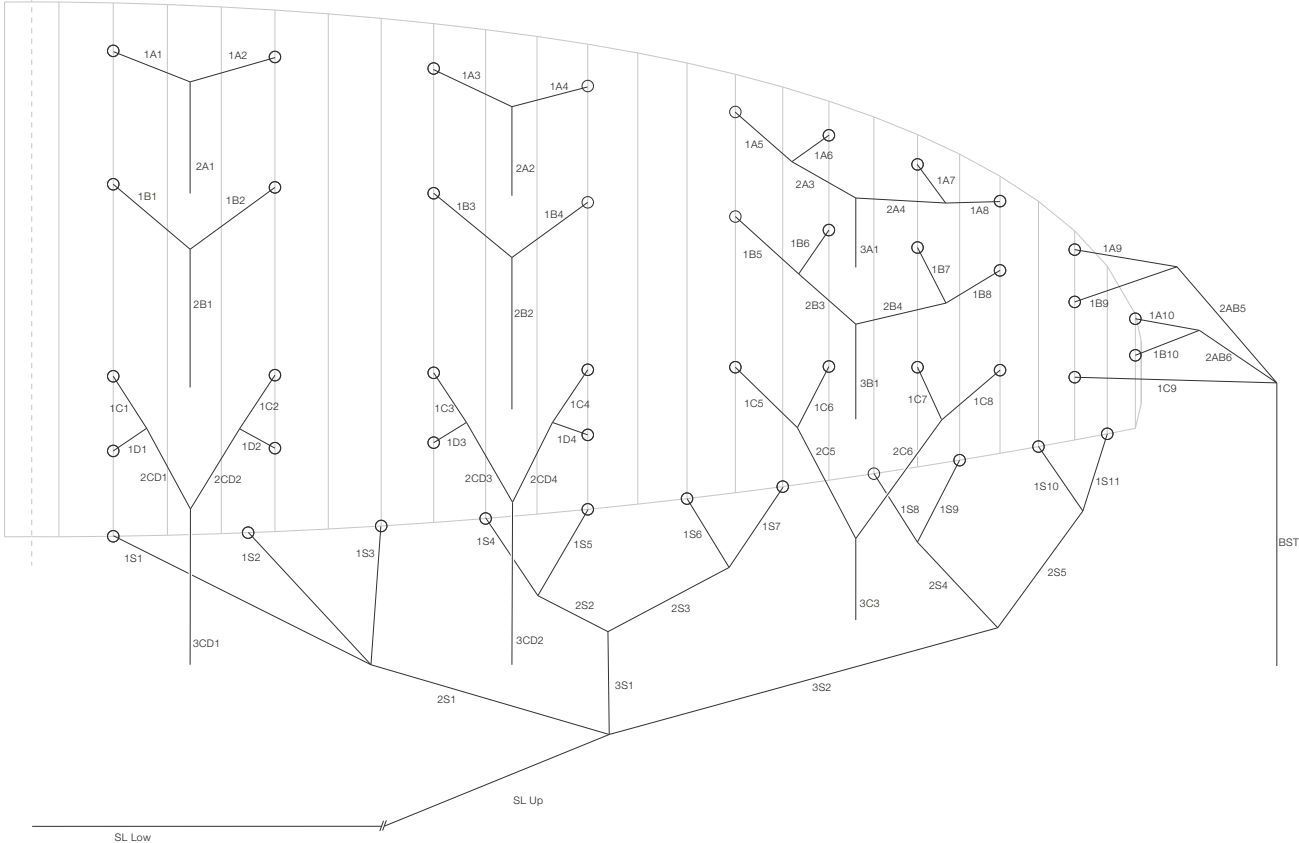 1A1 1A2
1A3
1A4
1A5
1A6
2A1 2A2
1A7
2A3
1B1
1B2
1B3
1B4
2A4
1A8
1B6
3A1
1A9
1B5
1B7
2B1
2B2
2B3
2B4
1B8
1B9
2AB5
1A10
1B10
2AB6
3B1
1C9
1C1
1C2
1C3
1C4
1C5
1C6
1C7
1C8
1D1
1D2
1D3
1D4
2C5
2C6
2CD1
2CD2
2CD3
2CD4
1S10
1S11
1S8
1S9
1S6
1S7
1S1
1S2
1S3
1S4
1S5
BST
2S5
2S4
2S2
2S3
3C3
3CD1
3CD2
3S1
3S2
2S1
SL Up
SL Low